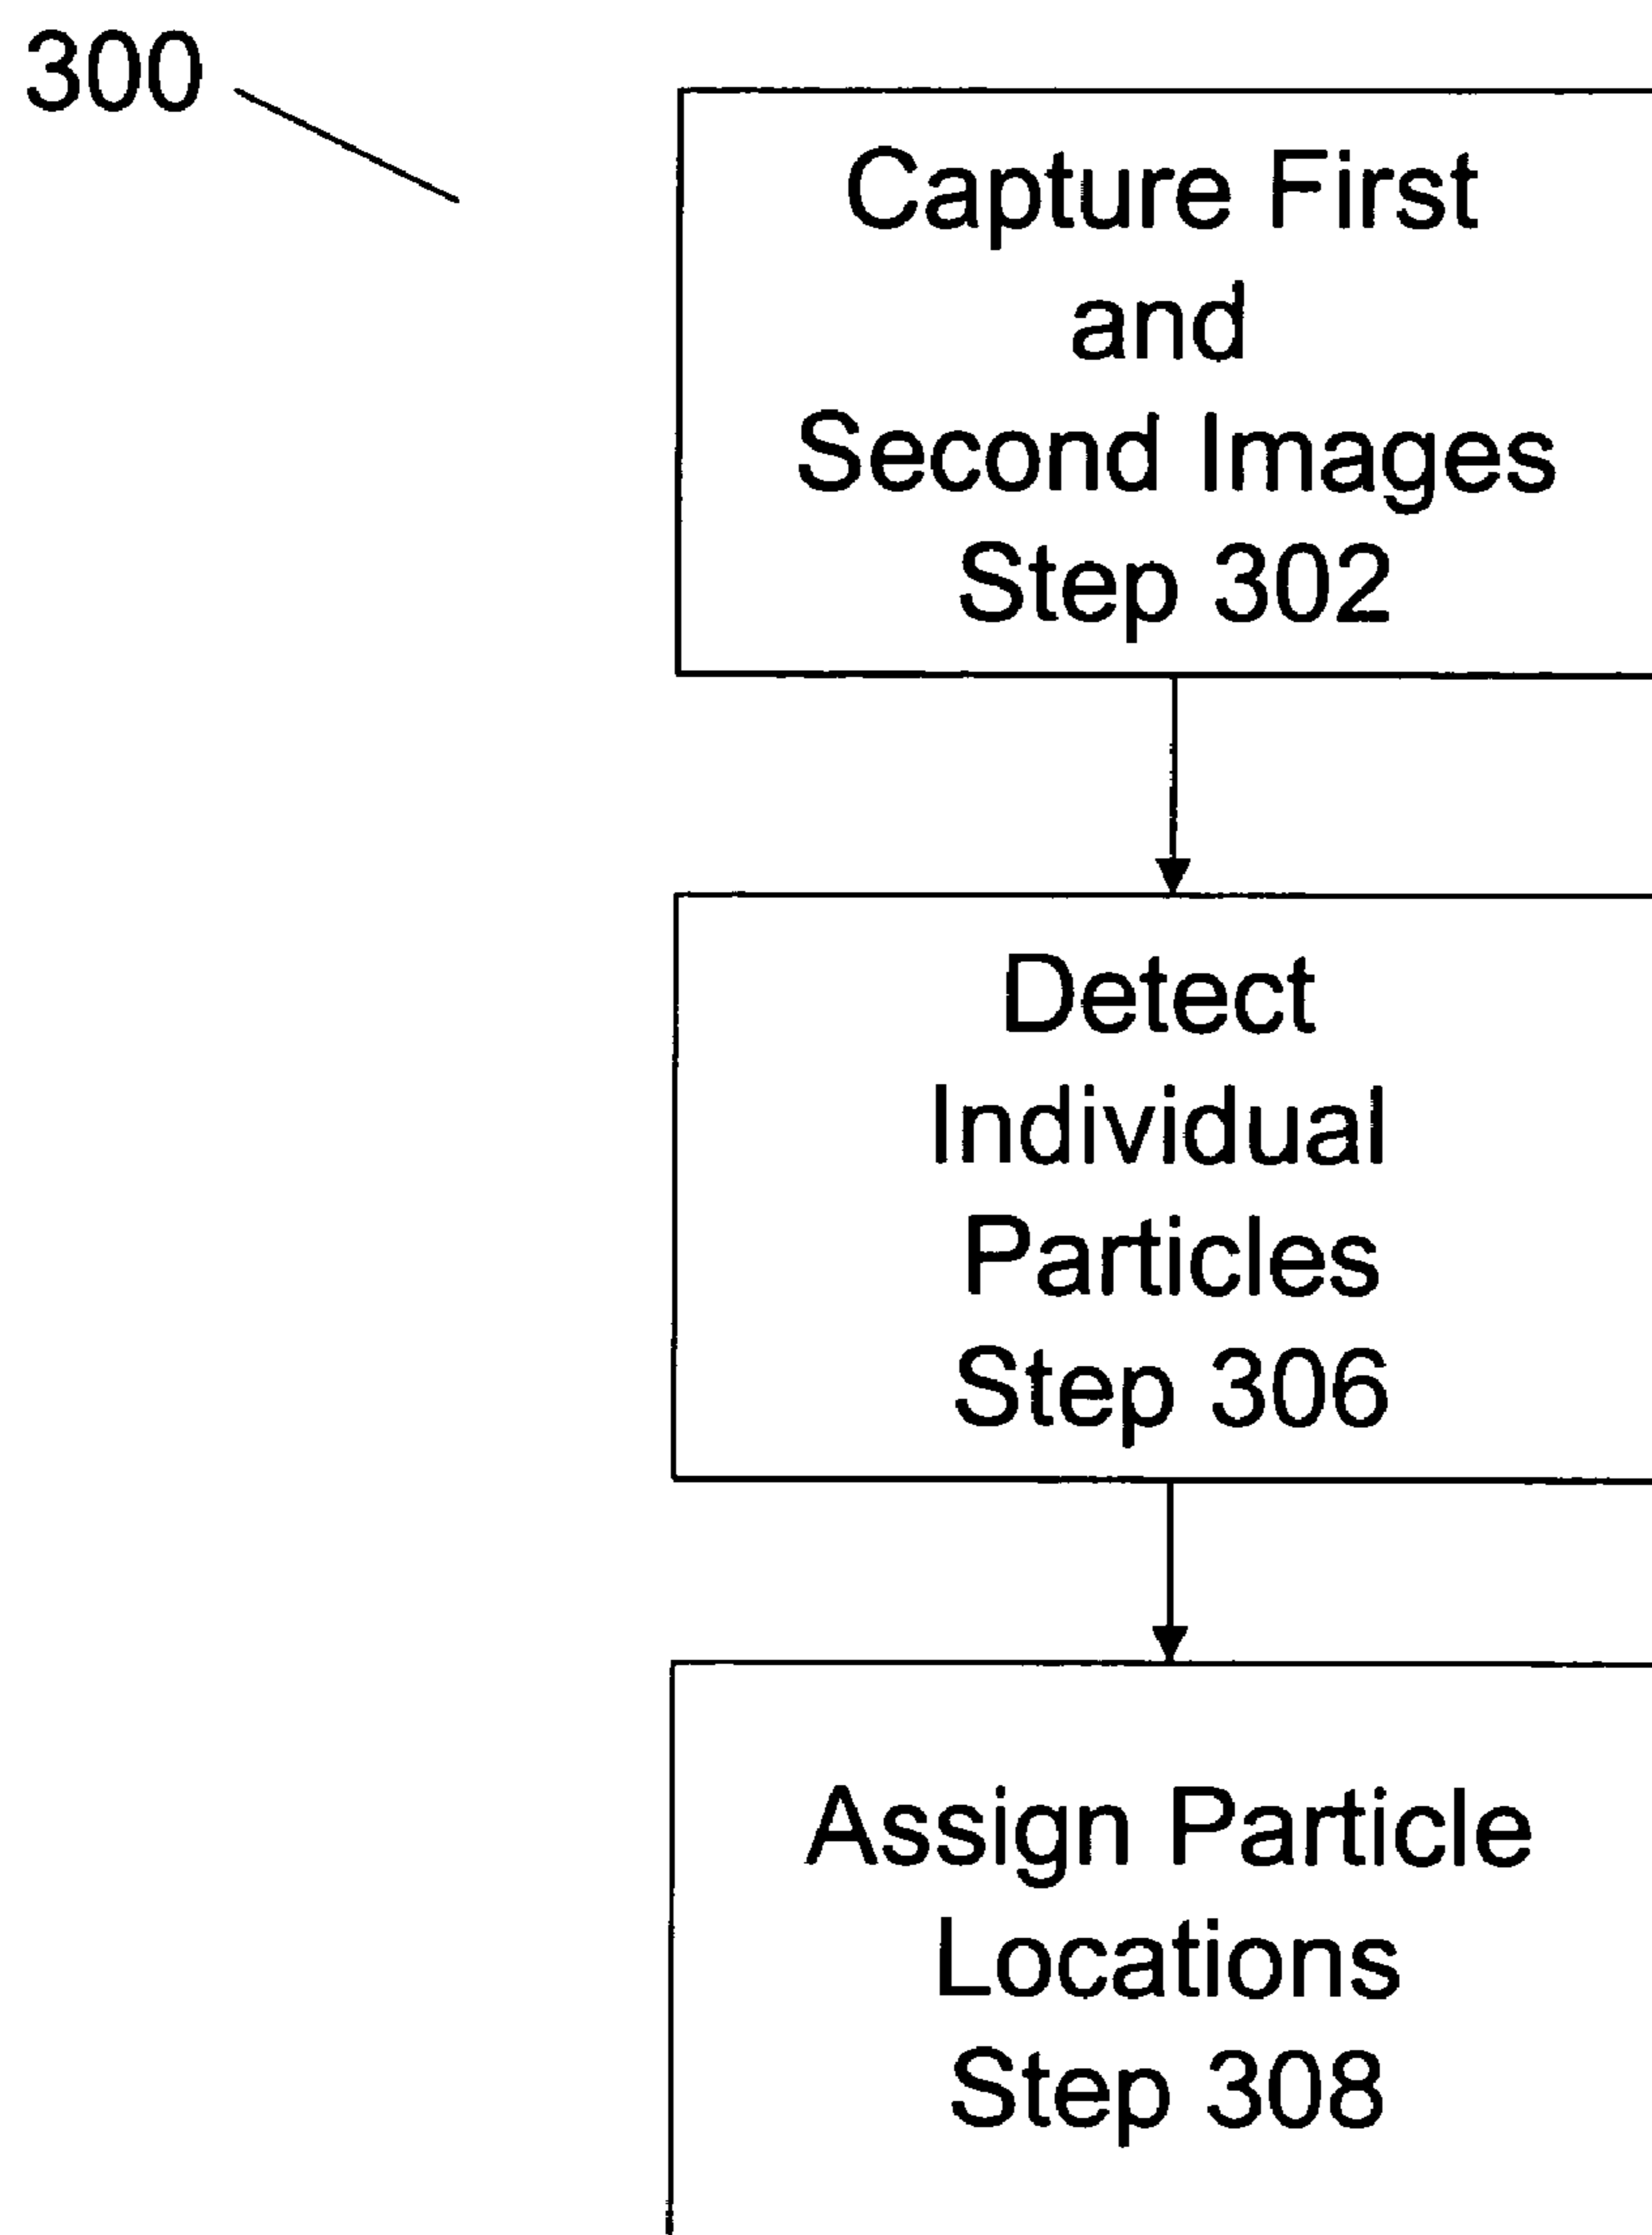 300
Capture First
and
Second Images
Step 302
Detect
Individual
Particles
Step 306
Assign Particle
Locations
Step 308